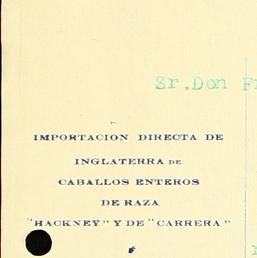 Sr. Don
IMPORTACION DIRECTA DE
INGLATERRA DE
CABALLOS ENTEROS
DE RAZA
"HACKNEY" Y DE "CARRERA"